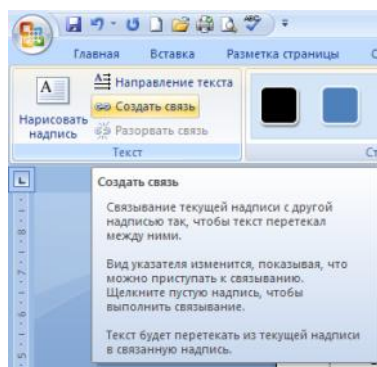 Главная Вставка Разметка страницы С
А Направление текста
Создать связь
Нарисовать
надпись
Разорвать связь
Текст
Ст
Создать связь
Связывание текущей надписи с другой
надписью так, чтобы текст перетекал
между ними.
Вид указателя изменится, показывая, что
можно приступать к связыванию.
Щелкните пустую надпись, чтобы
выполнить связывание.
Текст будет перетекать из текущей надписи
в связанную надпись.